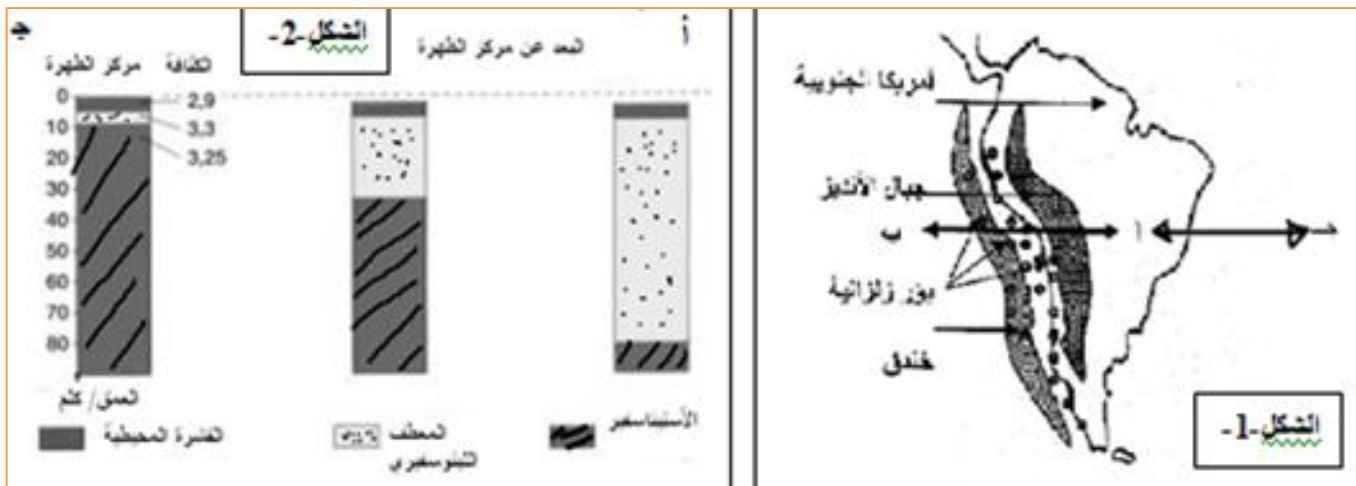 الشكل-2-
جـ
أ
البعد عن مركز الظهرة
مركز الظهرة
الكثافة
0
10
20
30
40
50
60
70
80
2,9
3,3
3,25
العمق/ كلم
القشرة المحيطية
المعطف
الليتوسفيري
الأستيناسفير
أمريكا الجنوبية
جبال الأنديز
ب
أ
بؤر زلزالية
خندق
الشكل-1-